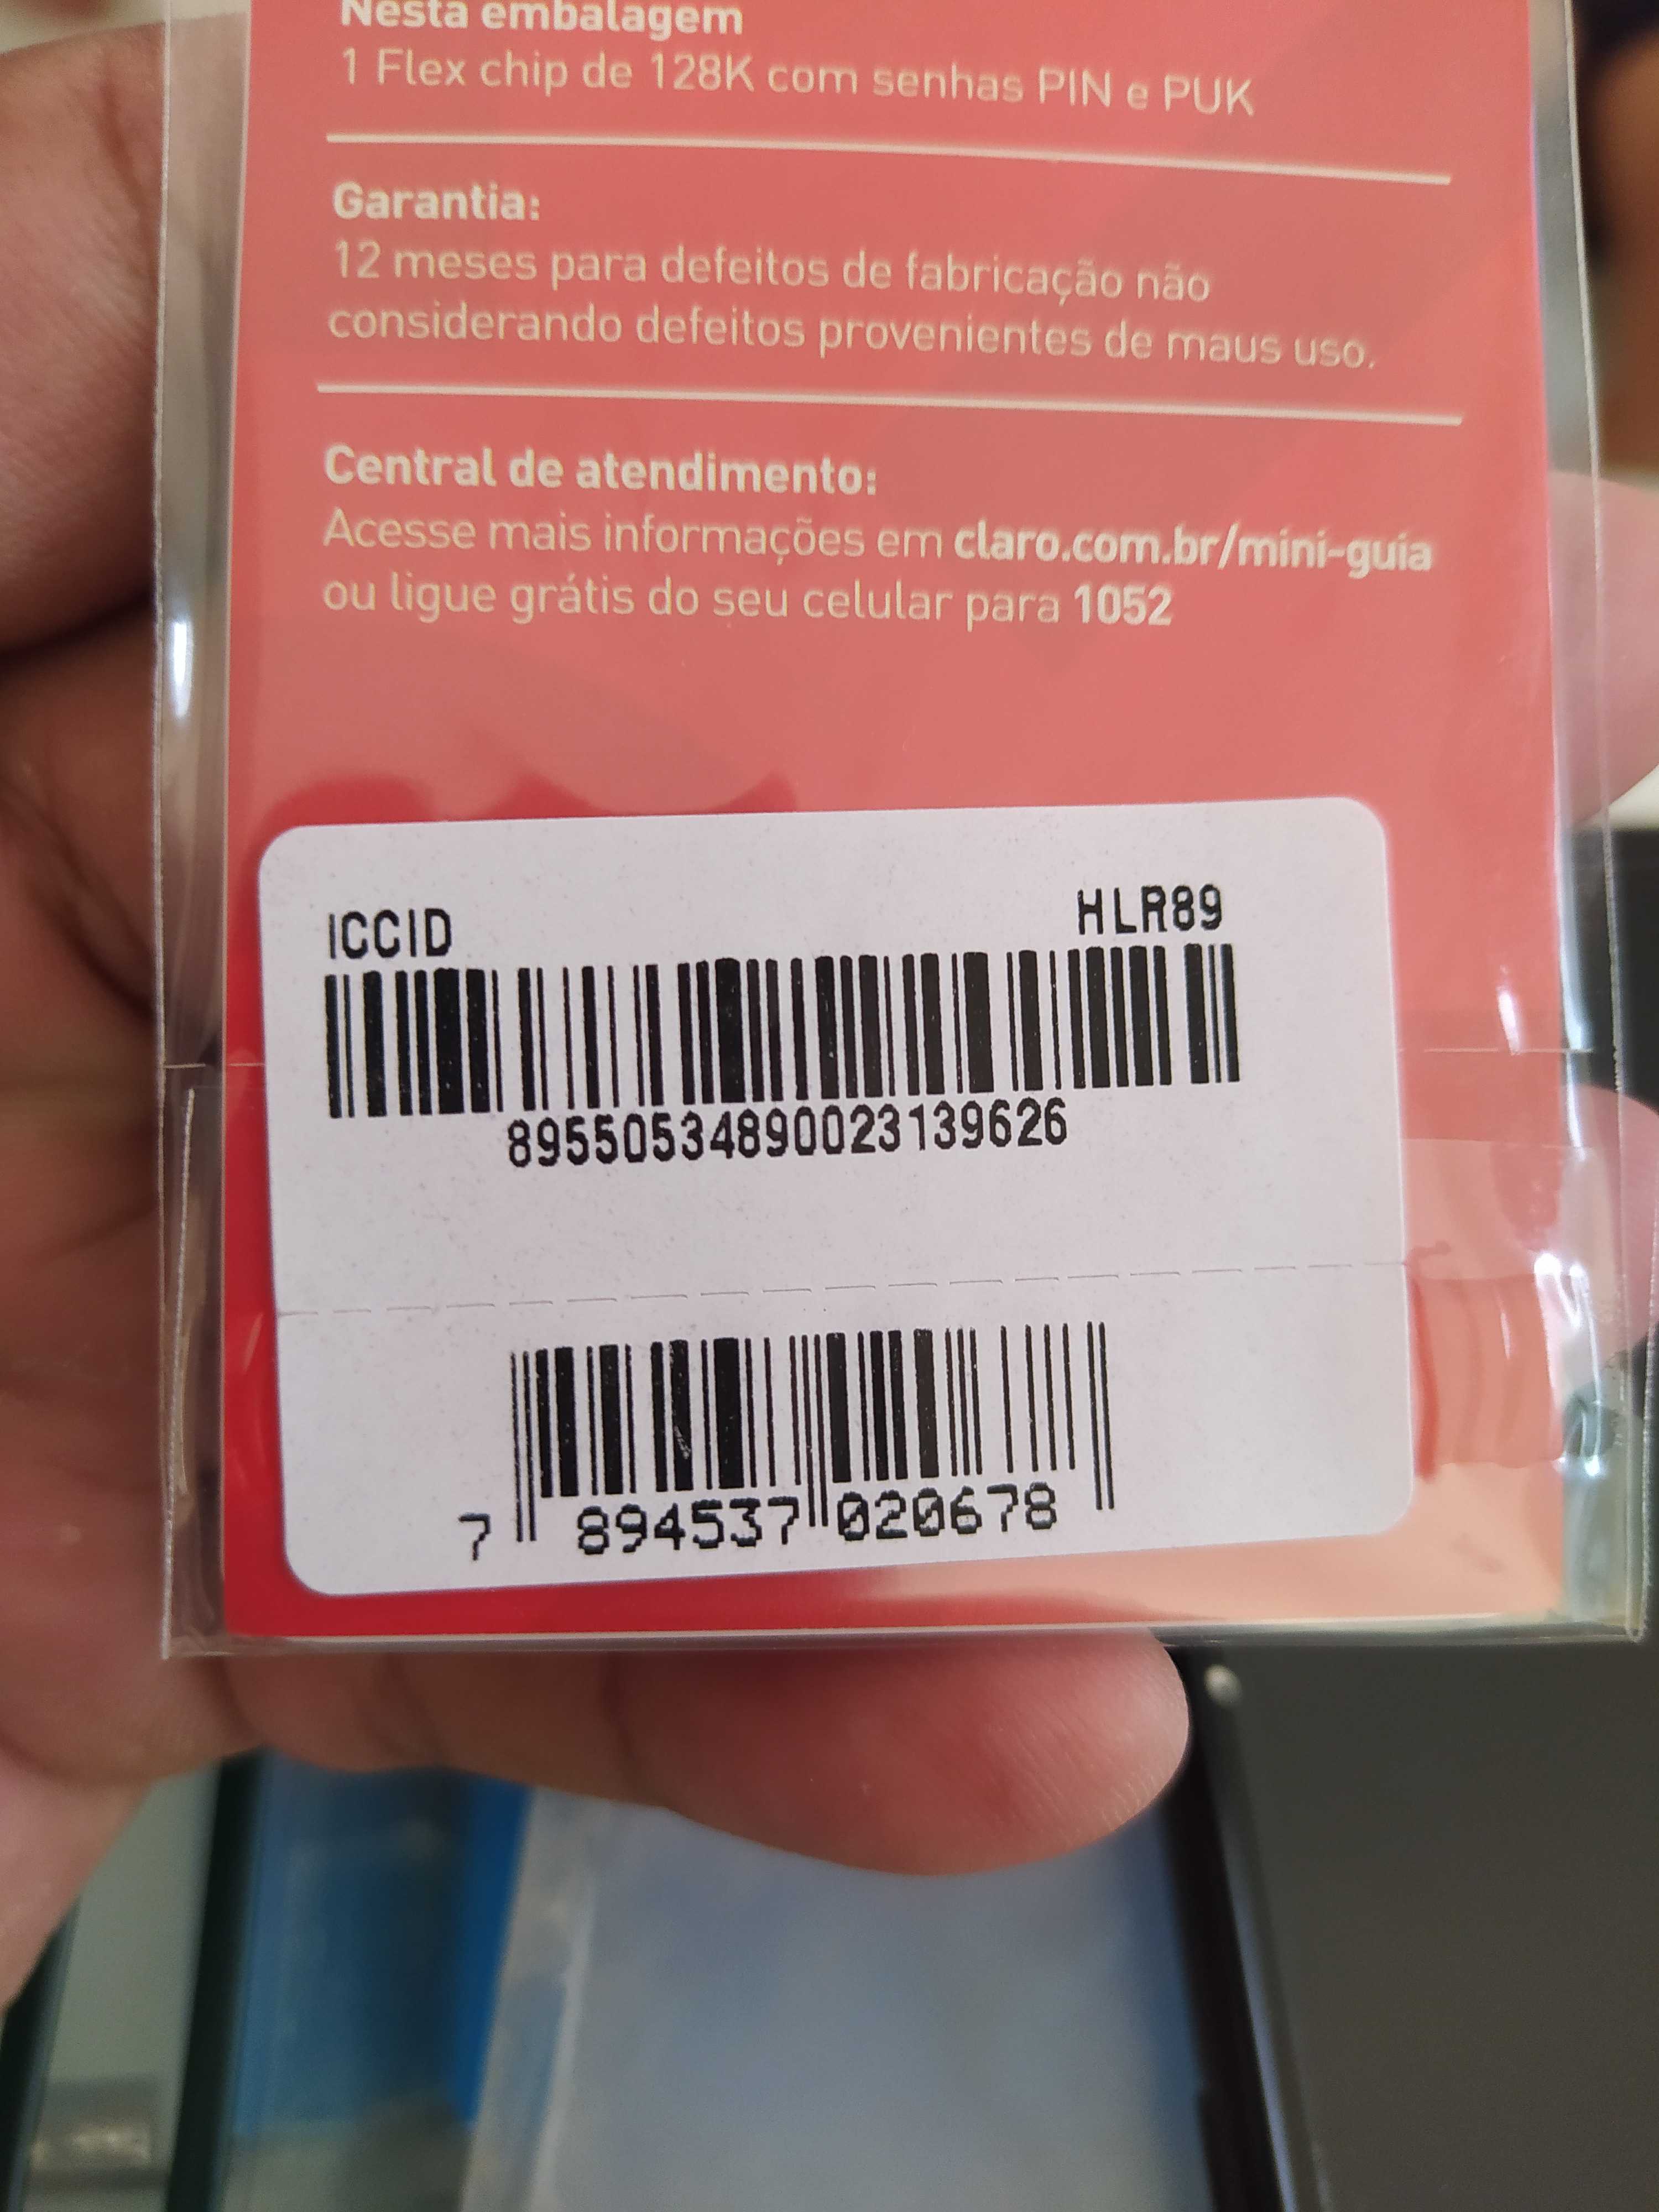 Nesta embalagem
1 Flex chip de 128K com senhas PIN e PUK
Garantia:
12 meses para defeitos de fabricação não
considerando defeitos provenientes de maus uso.
Central de atendimento:
Acesse mais informações em claro.com.br/mini-guia
ou ligue grátis do seu celular para 1052
ICCID HLR89
89550534890023139626
7 894537 020678